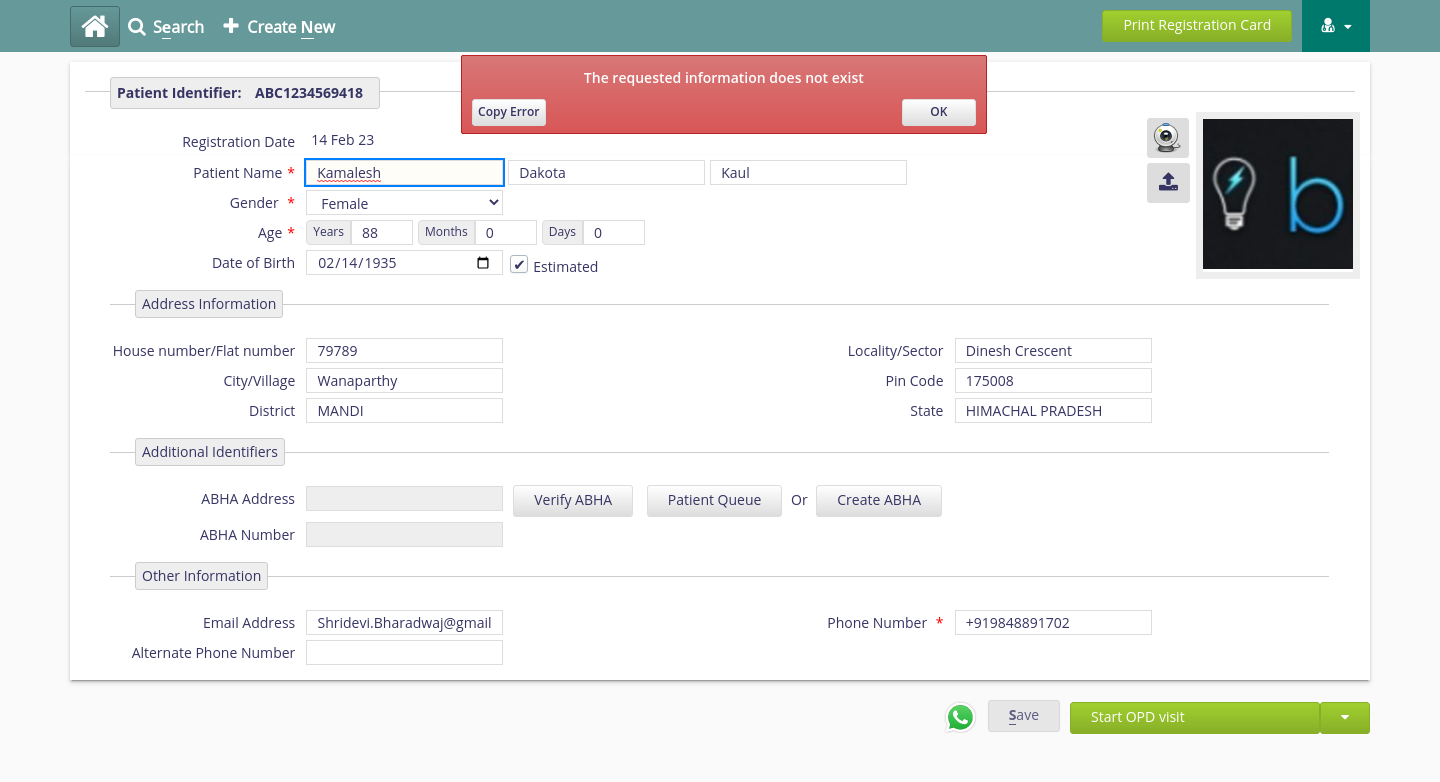 Search
Create New
Print Registration Card
The requested information does not exist
Copy Error
OK
Patient Identifier: ABC1234569418
Registration Date 14 Feb 23
Patient Name * Kamalesh Dakota Kaul
Gender * Female
Age * Years 88 Months 0 Days 0
Date of Birth 02/14/1935 Estimated
b
Address Information
House number/Flat number 79789 Locality/Sector Dinesh Crescent
City/Village Wanaparthy Pin Code 175008
District MANDI State HIMACHAL PRADESH
Additional Identifiers
ABHA Address Verify ABHA Patient Queue Or Create ABHA
ABHA Number
Other Information
Email Address Shridevi.Bharadwaj@gmail Phone Number * +919848891702
Alternate Phone Number
Save Start OPD visit